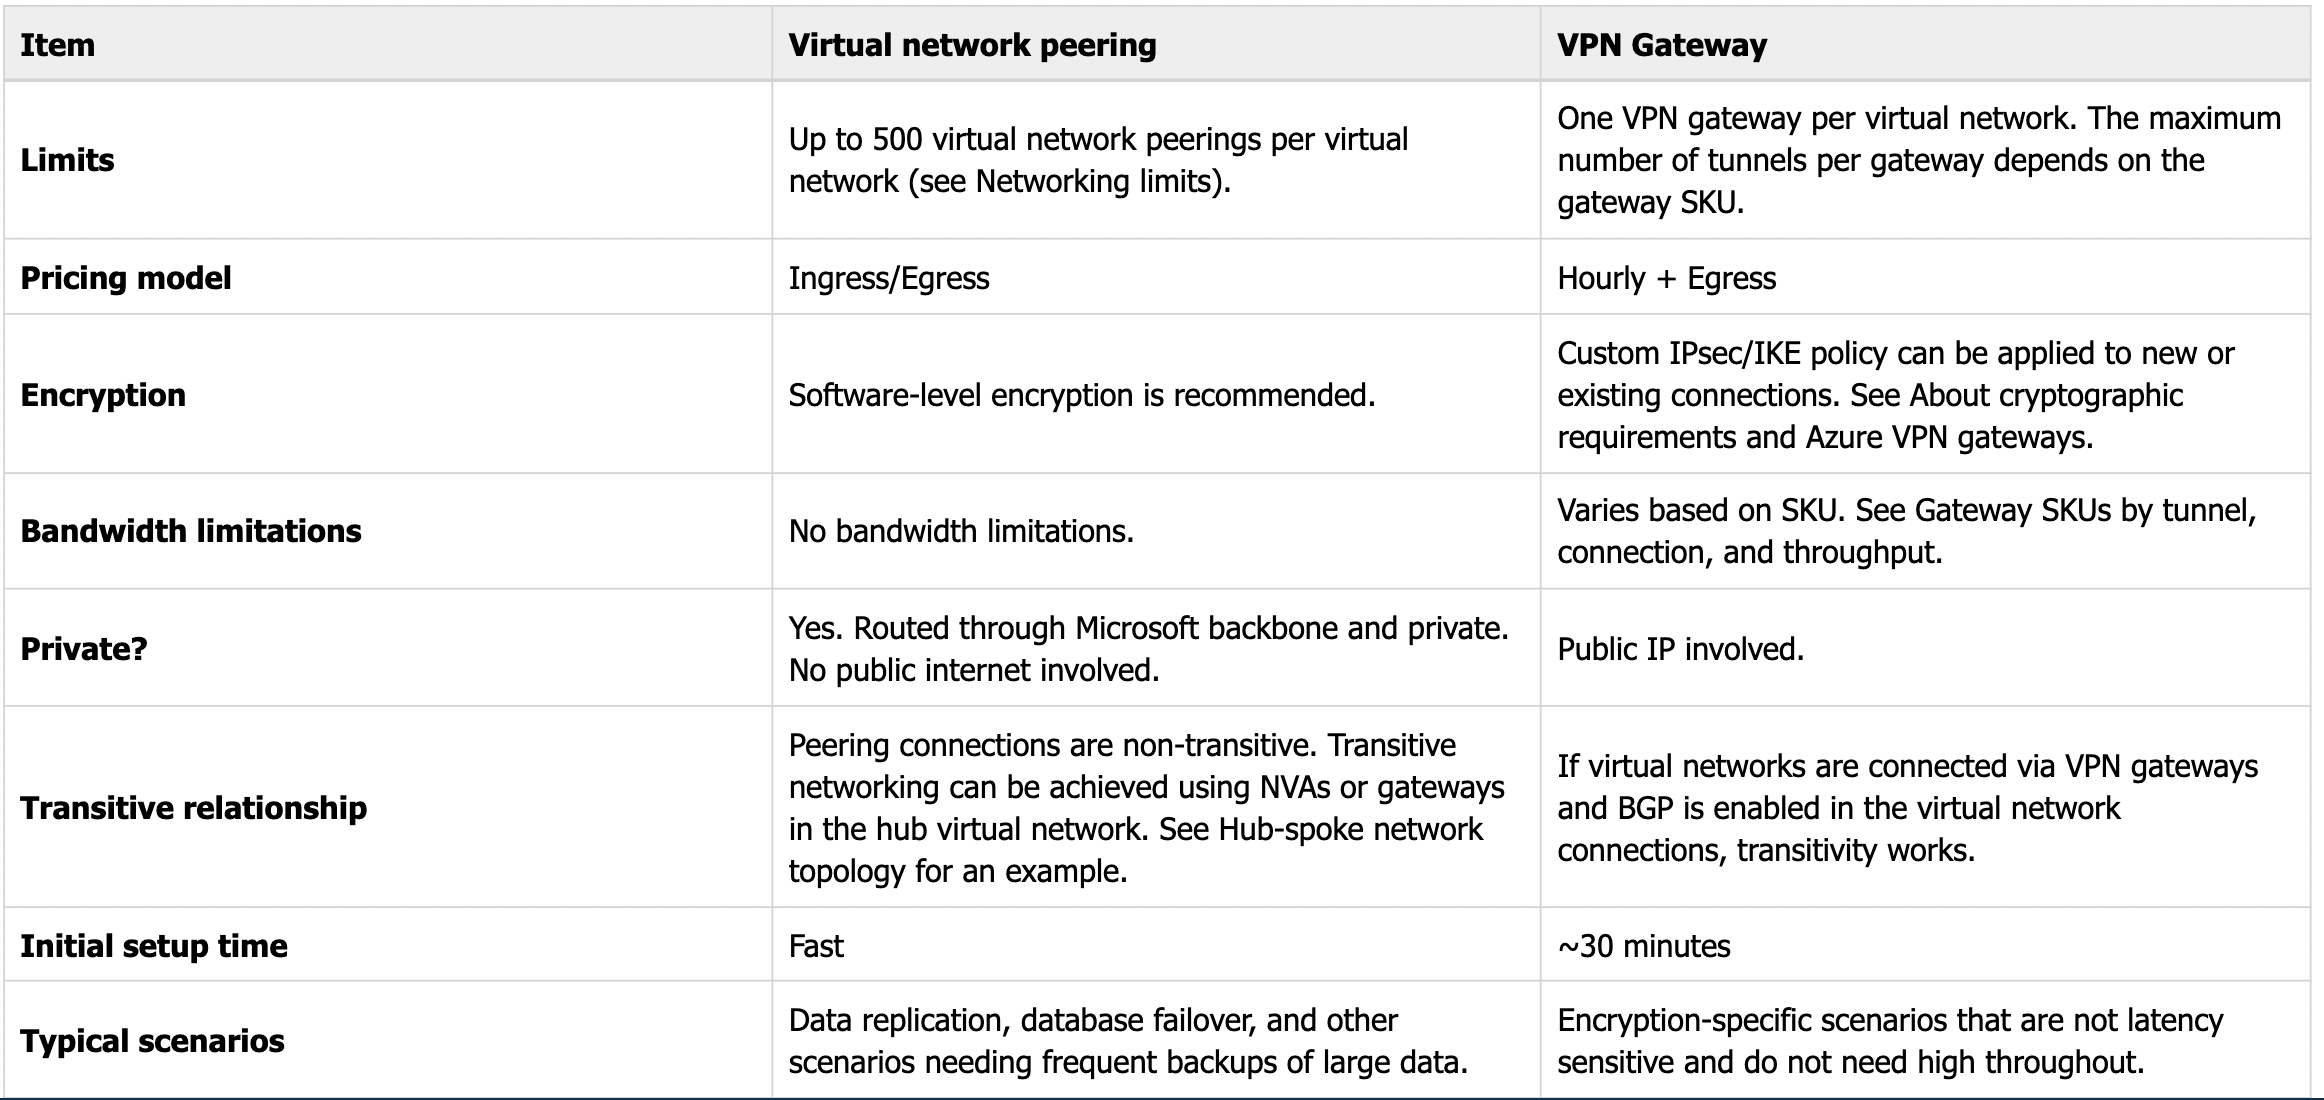 Item
Virtual network peering
VPN Gateway
Limits
Up to 500 virtual network peerings per virtual
network (see Networking limits).
One VPN gateway per virtual network. The maximum
number of tunnels per gateway depends on the
gateway SKU.
Pricing model
Ingress/Egress
Hourly + Egress
Encryption
Software-level encryption is recommended.
Custom IPsec/IKE policy can be applied to new or
existing connections. See About cryptographic
requirements and Azure VPN gateways.
Bandwidth limitations
No bandwidth limitations.
Varies based on SKU. See Gateway SKUs by tunnel,
connection, and throughput.
Private?
Yes. Routed through Microsoft backbone and private.
No public internet involved.
Public IP involved.
Transitive relationship
Peering connections are non-transitive. Transitive
networking can be achieved using NVAs or gateways
in the hub virtual network. See Hub-spoke network
topology for an example.
If virtual networks are connected via VPN gateways
and BGP is enabled in the virtual network
connections, transitivity works.
Initial setup time
Fast
~30 minutes
Typical scenarios
Data replication, database failover, and other
scenarios needing frequent backups of large data.
Encryption-specific scenarios that are not latency
sensitive and do not need high throughout.